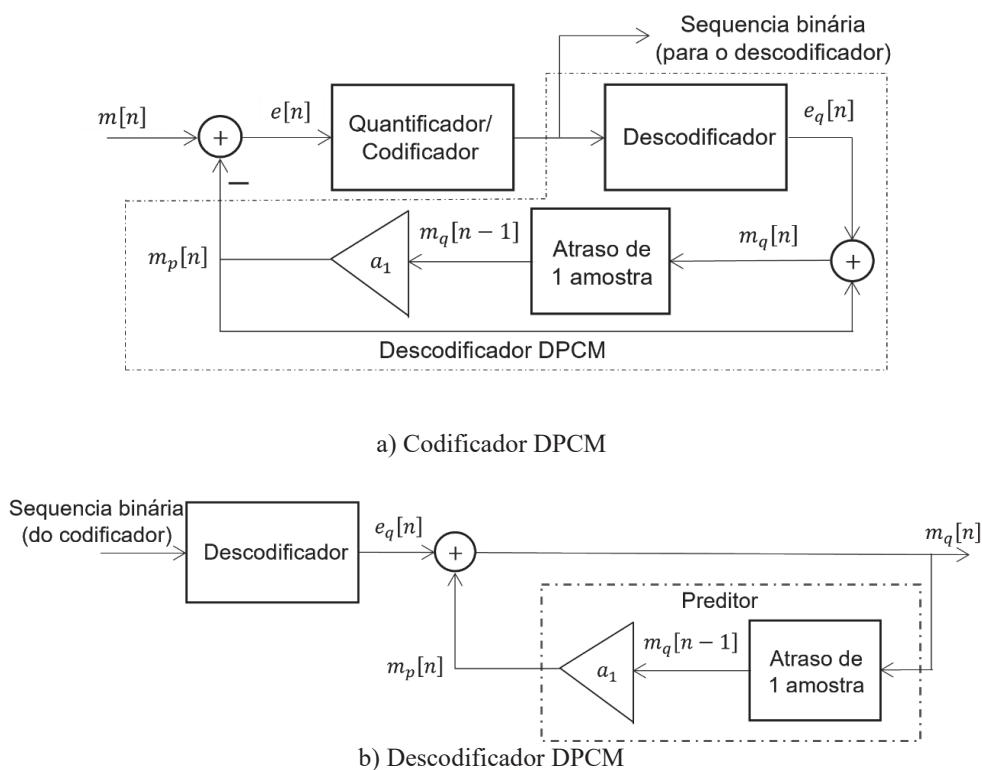 Sequencia binária
(para o descodificador)
m[n]
+
−
e[n]
Quantificador/
Codificador
Descodificador
e_q[n]
m_p[n]
a_1
m_q[n − 1]
Atraso de
1 amostra
m_q[n]
+
Descodificador DPCM
a) Codificador DPCM
Sequencia binária
(do codificador)
Descodificador
e_q[n]
+
m_q[n]
Preditor
m_p[n]
a_1
m_q[n − 1]
Atraso de
1 amostra
b) Descodificador DPCM